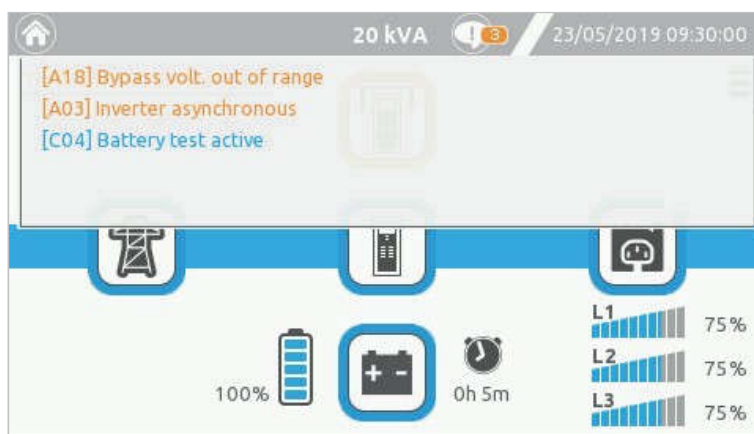 20 kVA 3 23/05/2019 09:30:00
[A18] Bypass volt. out of range
[A03] Inverter asynchronous
[C04] Battery test active
L1 75%
L2 75%
100% 0h 5m
L3 75%